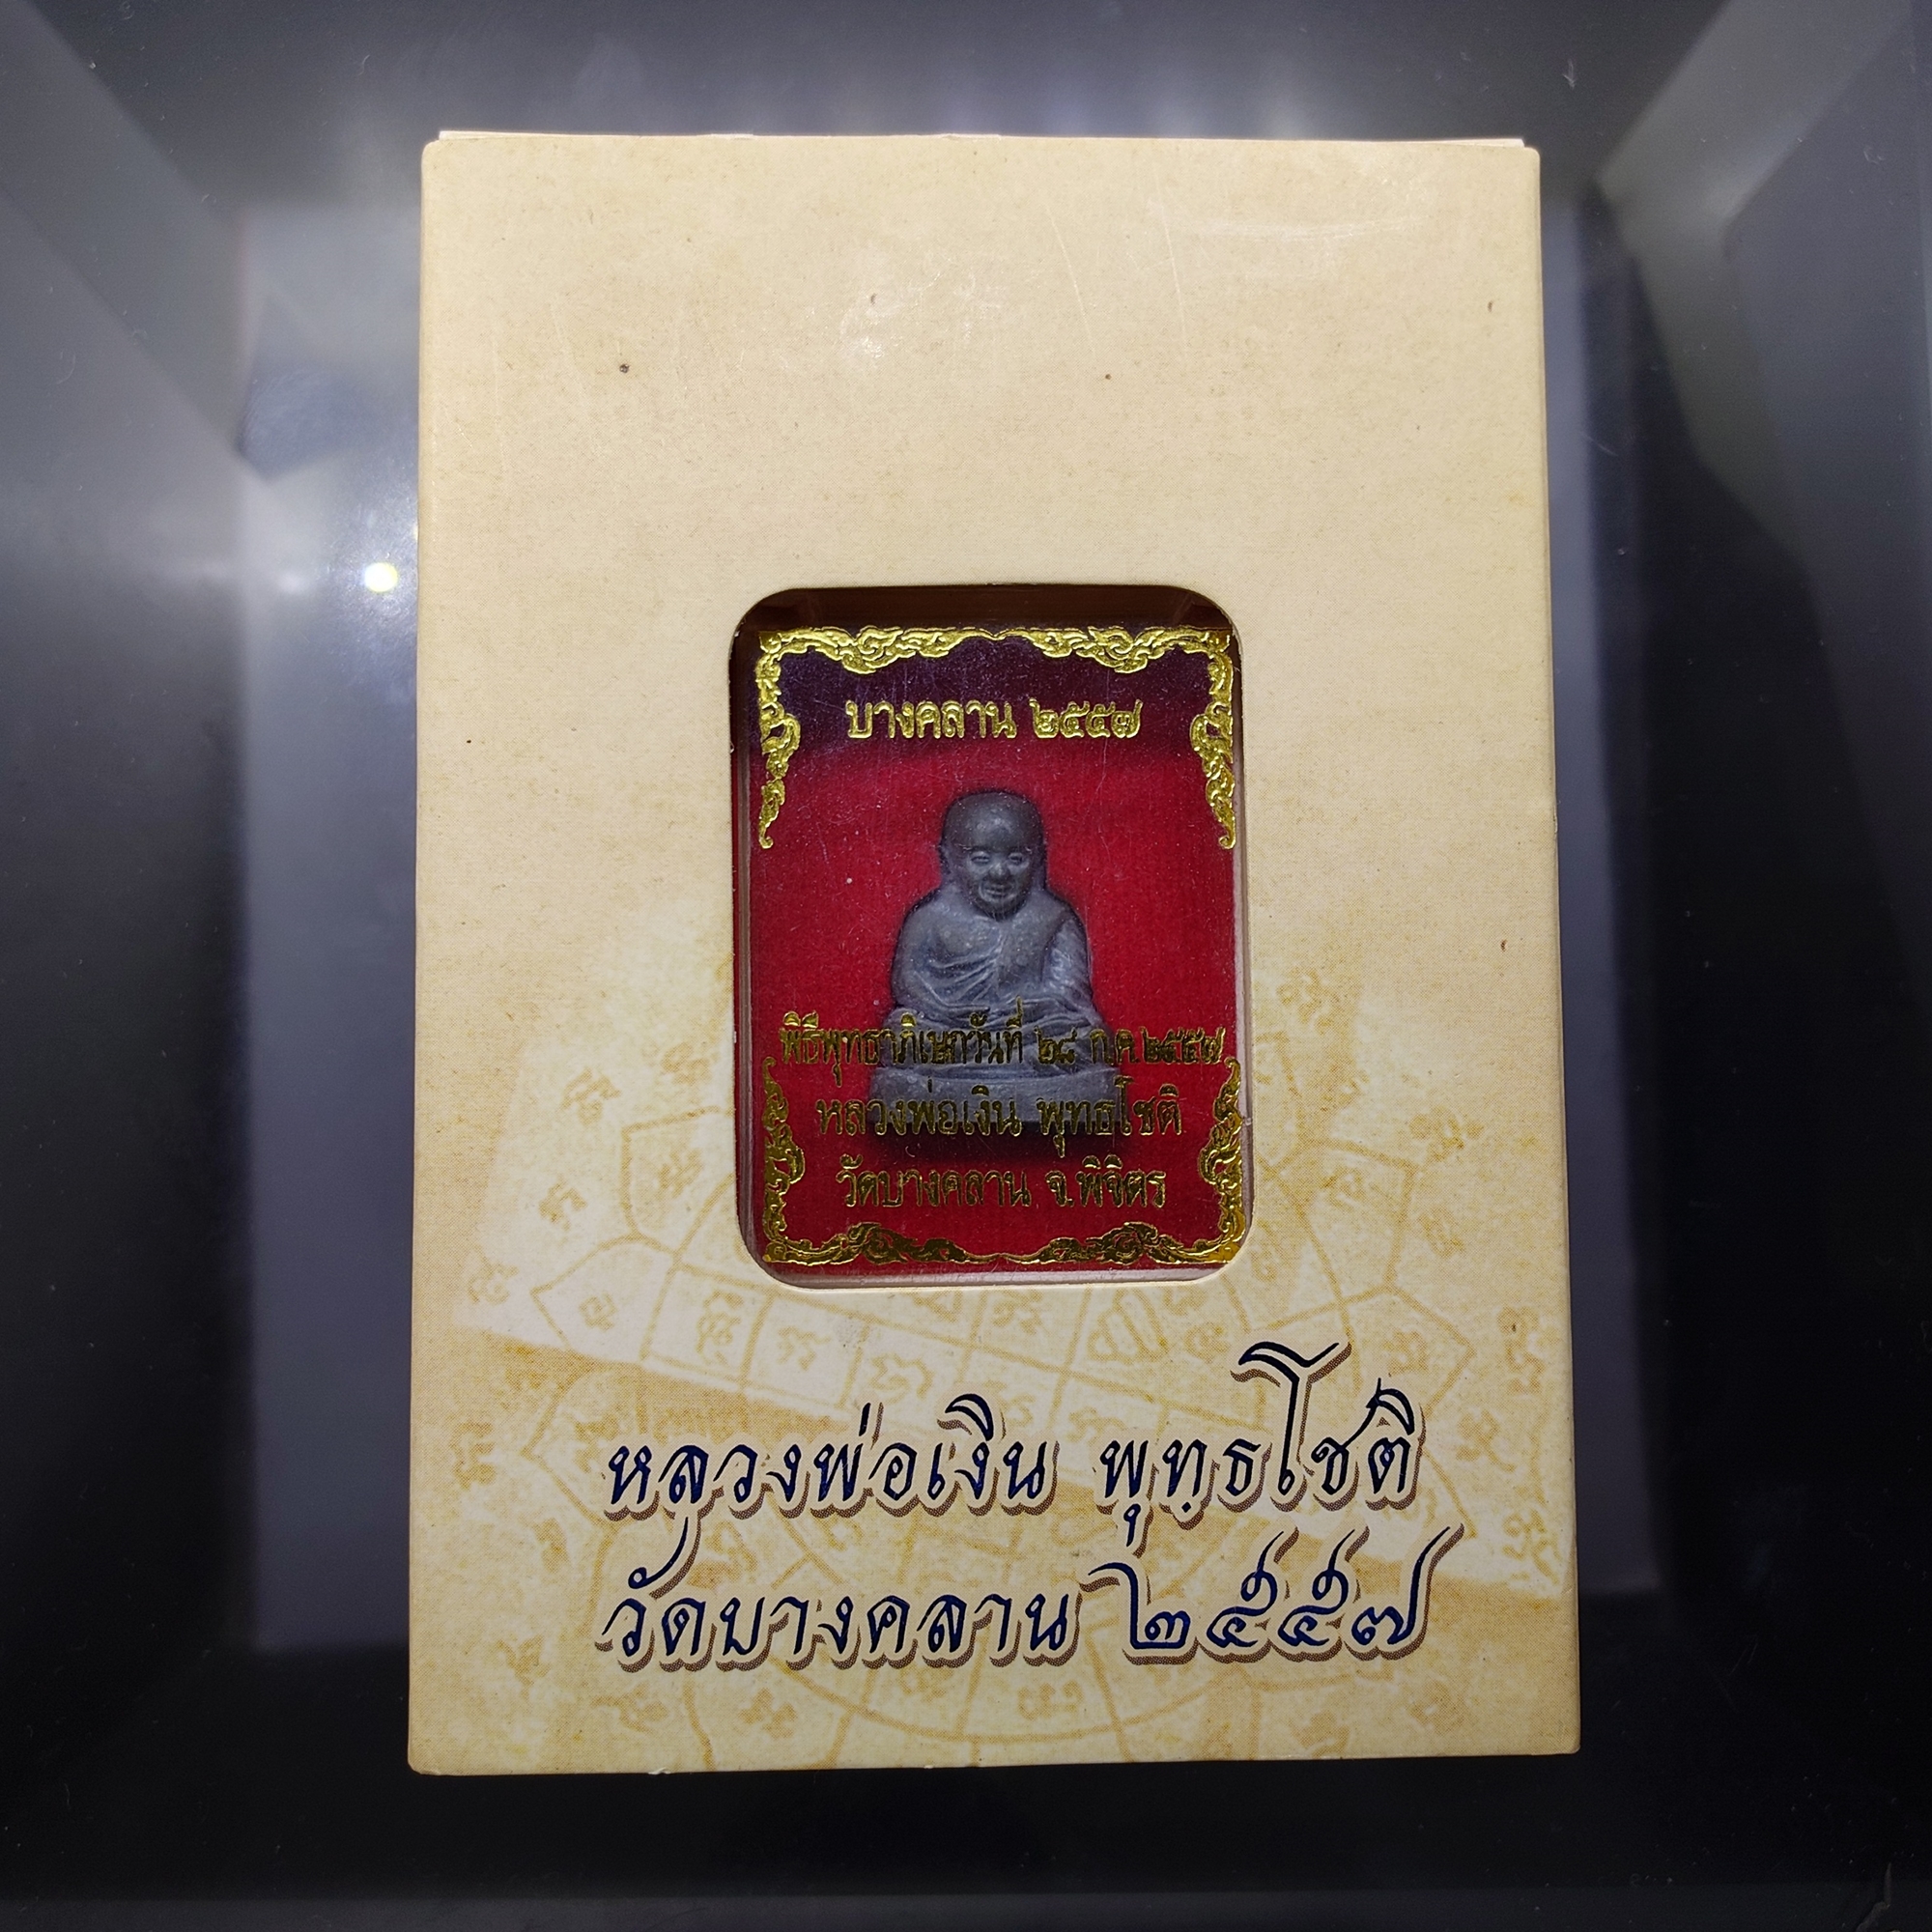 บางคลาน ๒๕๕๗
พิธีพุทธาภิเษกวันที่ ๒๘ ก.ค.๒๕๕๗
หลวงพ่อเงิน พุทธโชติ
วัดบางคลาน จ.พิจิตร
หลวงพ่อเงิน พุทฺธโชติ
วัดบางคลาน ๒๕๕๗